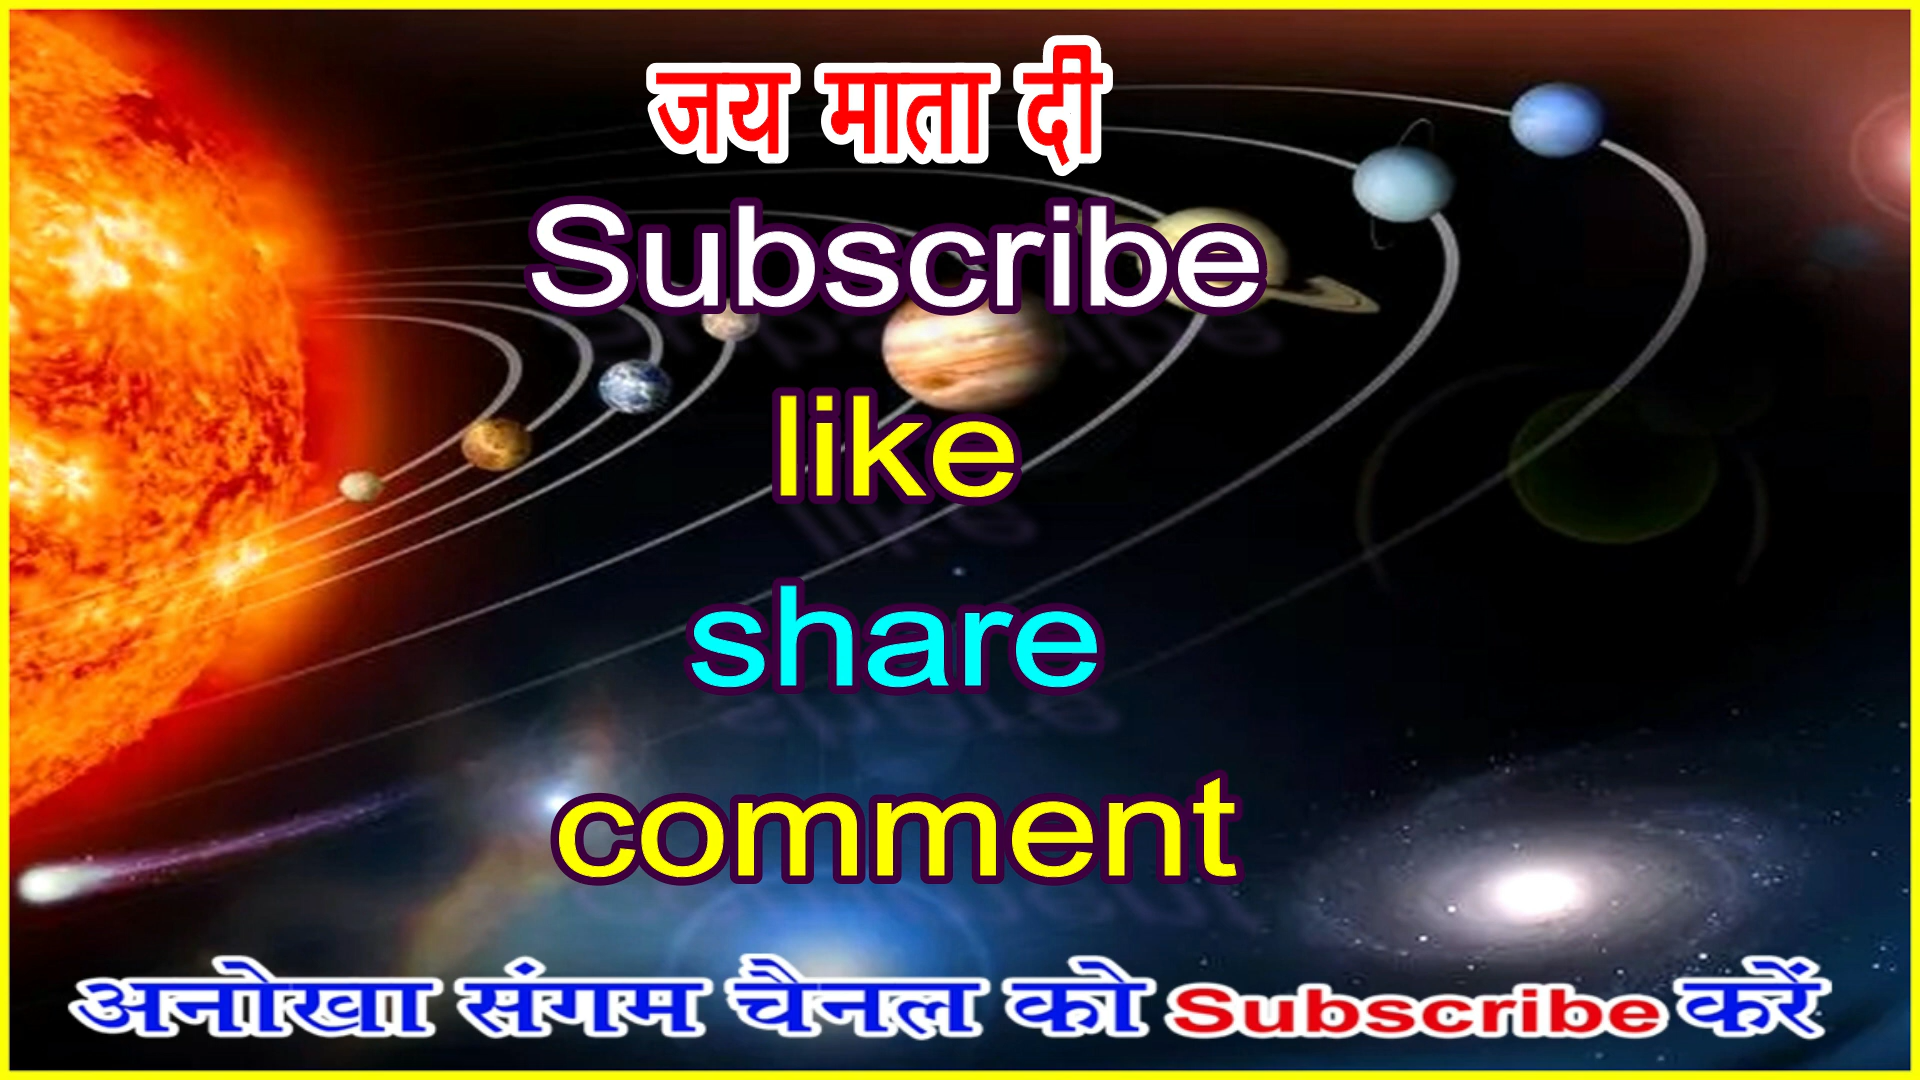 जय माता दी
Subscribe
like
share
comment
अनोखा संगम चैनल को Subscribe करें